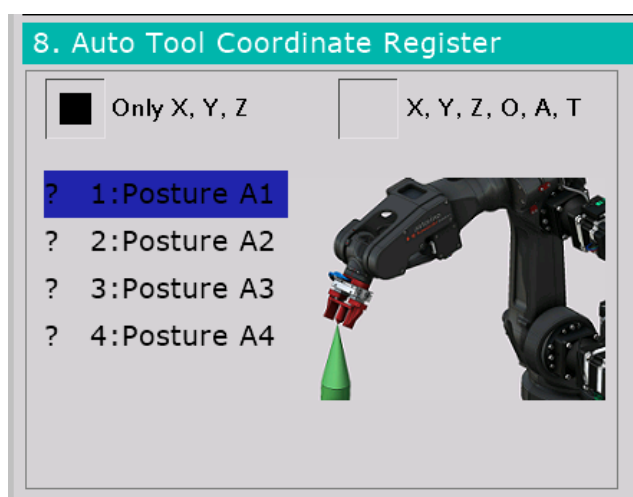 8. Auto Tool Coordinate Register
Only X, Y, Z
X, Y, Z, O, A, T
? 1:Posture A1
? 2:Posture A2
? 3:Posture A3
? 4:Posture A4